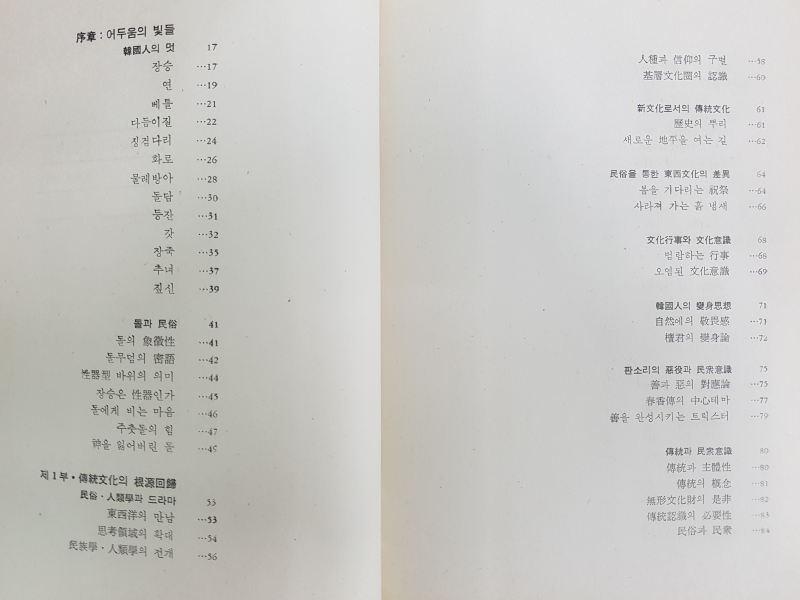 序章 : 어두움의 빛들
韓國人의 멋 17
장승 …17
연 …19
베틀 …21
다듬이질 …22
징검다리 …24
화로 …26
물레방아 …28
돌담 …30
등잔 …31
갓 …32
장죽 …35
추녀 …37
짚신 …39
돌과 民俗 41
돌의 象徵性 …41
돌무덤의 密語 …42
性器型 바위의 의미 …44
장승은 性器인가 …45
돌에게 비는 마음 …46
주춧돌의 힘 …47
神을 잃어버린 돌 …49
제1부 · 傳統文化의 根源回歸
民俗 · 人類學과 드라마 53
東西洋의 만남 …53
思考領域의 확대 …54
民族學 · 人類學의 전개 …56
人種과 信仰의 구별 …58
基層文化圈의 認識 …60
新文化로서의 傳統文化 61
歷史의 뿌리 …61
새로운 地平을 여는 길 …62
民俗을 통한 東西文化의 差異 64
봄을 기다리는 祝祭 …64
사라져 가는 흙 냄새 …66
文化行事와 文化意識 68
범람하는 行事 …68
오염된 文化意識 …69
韓國人의 變身思想 71
自然에의 敬畏感 …71
檀君의 變身論 …72
판소리의 惡役과 民衆意識 75
善과 惡의 對應論 …75
春香傳의 中心테마 …77
善을 완성시키는 트릭스터 …79
傳統과 民衆意識 80
傳統과 主體性 …80
傳統의 槪念 …81
無形文化財의 是非 …82
傳統認識의 必要性 …83
民俗과 民衆 …84